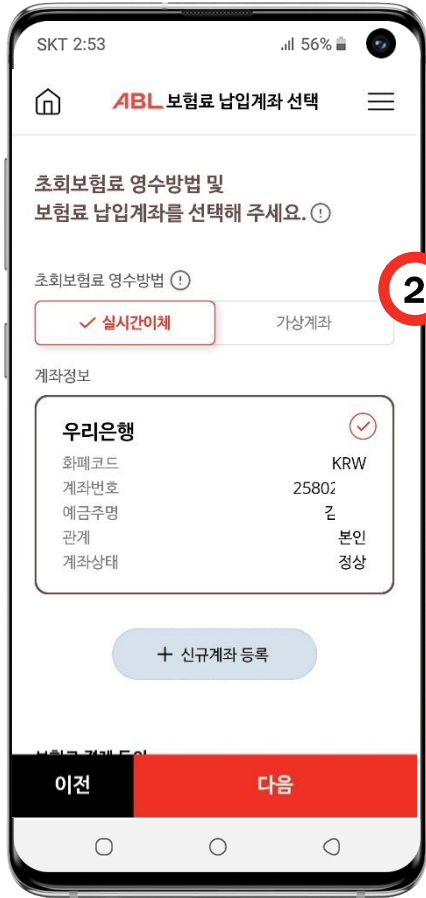 SKT 2:53 56%
ABL 보험료 납입계좌 선택
초회보험료 영수방법 및
보험료 납입계좌를 선택해 주세요.
초회보험료 영수방법
2
실시간이체 가상계좌
계좌정보
우리은행
화폐코드 KRW
계좌번호 25802
예금주명 김
관계 본인
계좌상태 정상
+ 신규계좌 등록
이전 다음